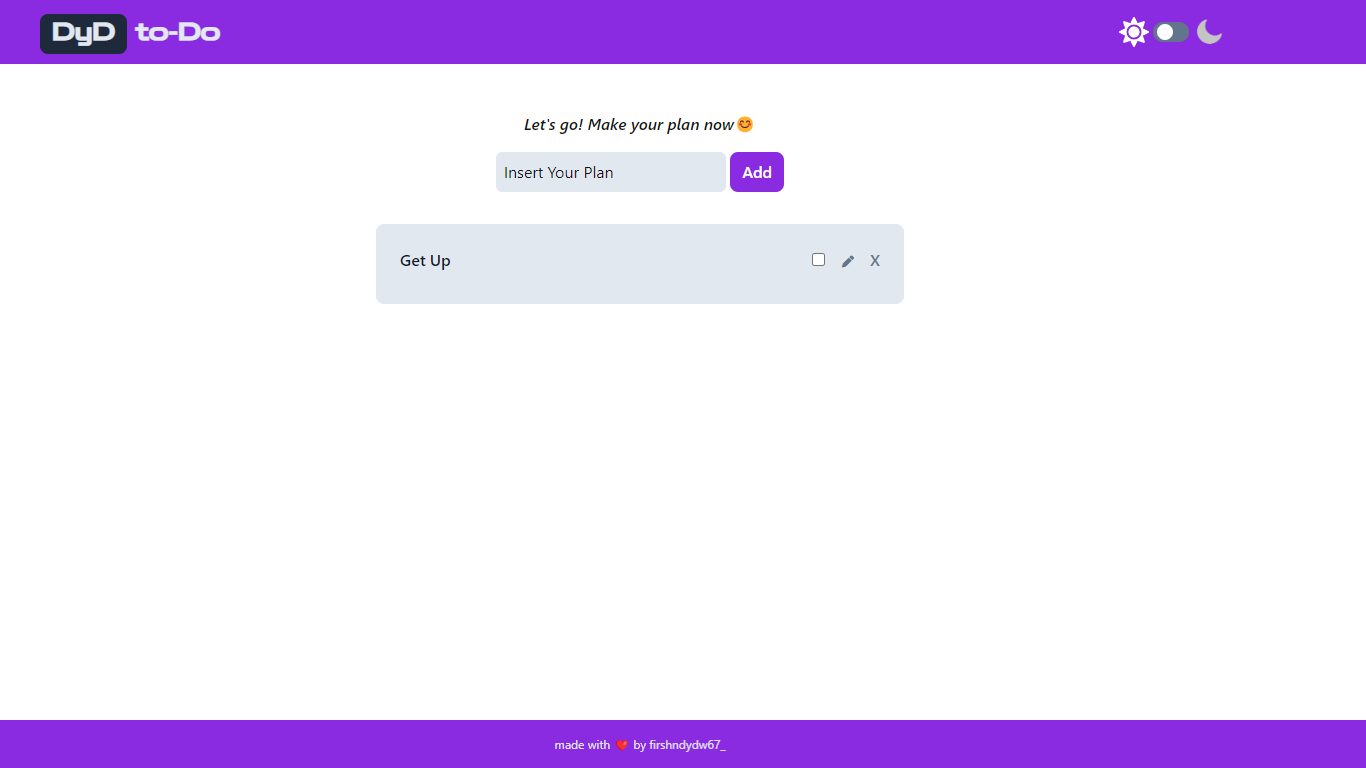 DyD to-Do
Let's go! Make your plan now😊
Insert Your Plan Add
Get Up X
made with ❤️ by firshndydw67_